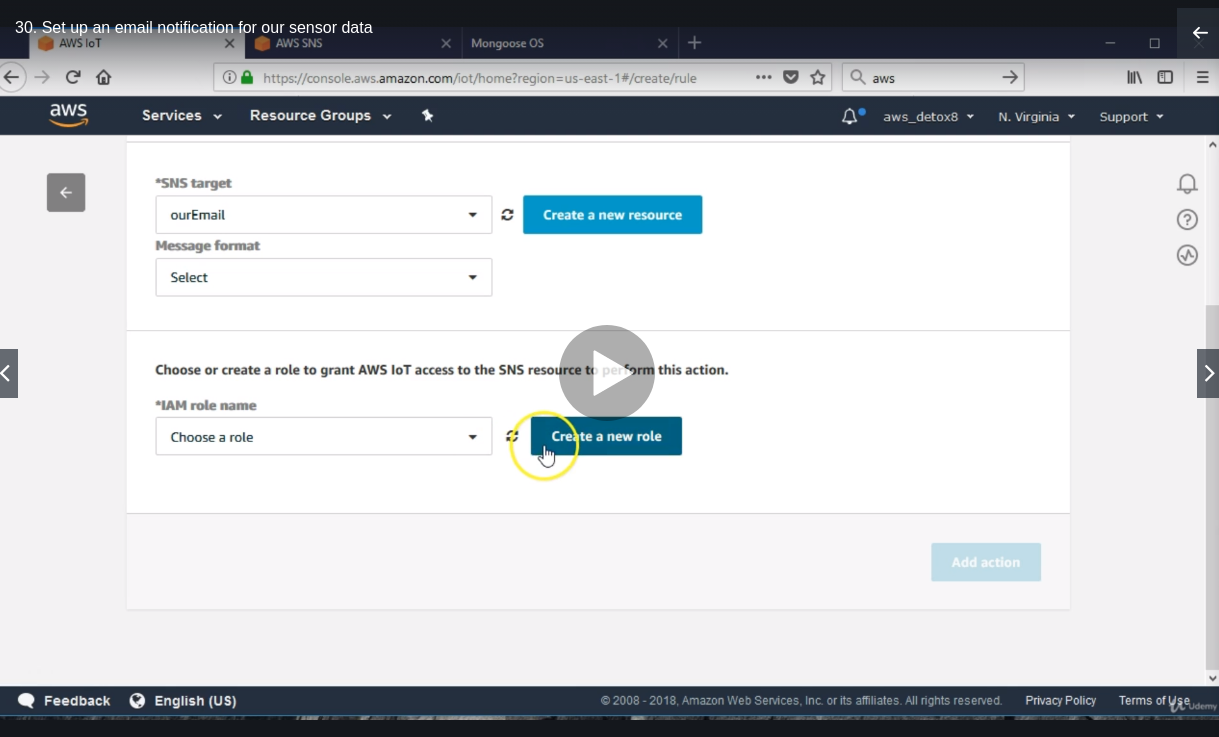 30. Set up an email notification for our sensor data
AWS IoT
AWS SNS
Mongoose OS
https://console.aws.amazon.com/iot/home?region=us-east-1#/create/rule
aws
aws
Services
Resource Groups
aws_detox8
N. Virginia
Support
*SNS target
ourEmail
Create a new resource
Message format
Select
Choose or create a role to grant AWS IoT access to the SNS resource to perform this action.
*IAM role name
Choose a role
Create a new role
Add action
Feedback
English (US)
© 2008 - 2018, Amazon Web Services, Inc. or its affiliates. All rights reserved.
Privacy Policy
Terms of Use
Udemy